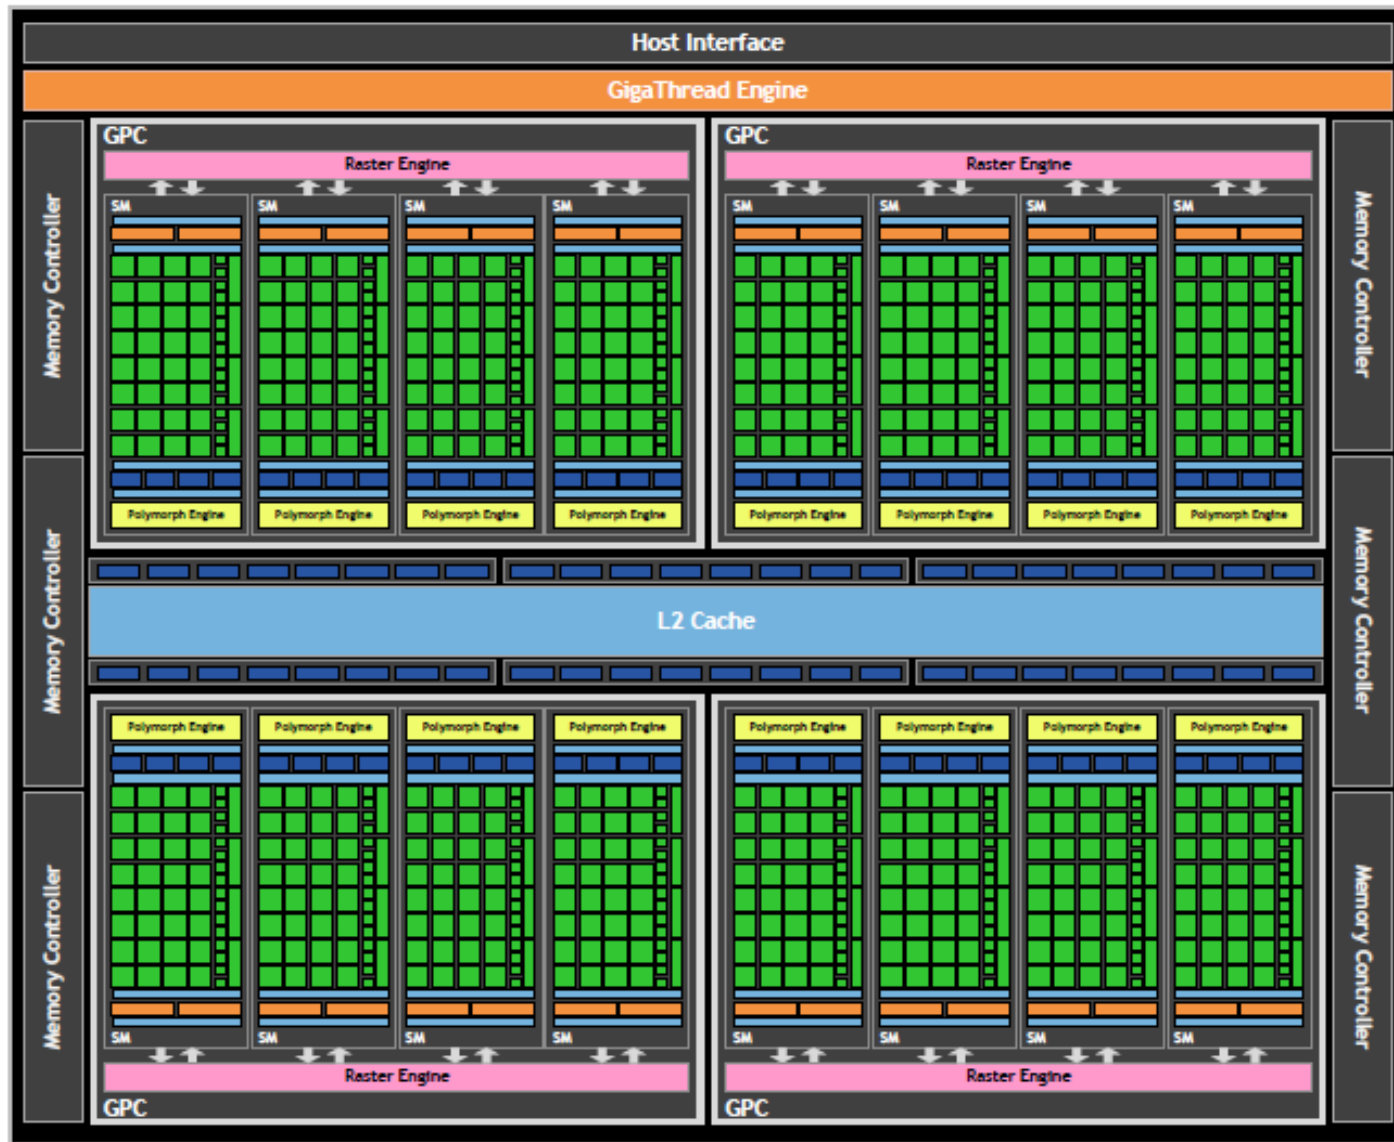 Host Interface
GigaThread Engine
Memory Controller
GPC
Raster Engine
SM SM SM SM
Polymorph Engine Polymorph Engine Polymorph Engine Polymorph Engine
GPC
Raster Engine
SM SM SM SM
Polymorph Engine Polymorph Engine Polymorph Engine Polymorph Engine
Memory Controller
Memory Controller
L2 Cache
Memory Controller
Memory Controller
Polymorph Engine Polymorph Engine Polymorph Engine Polymorph Engine
SM SM SM SM
Raster Engine
GPC
Polymorph Engine Polymorph Engine Polymorph Engine Polymorph Engine
SM SM SM SM
Raster Engine
GPC
Memory Controller